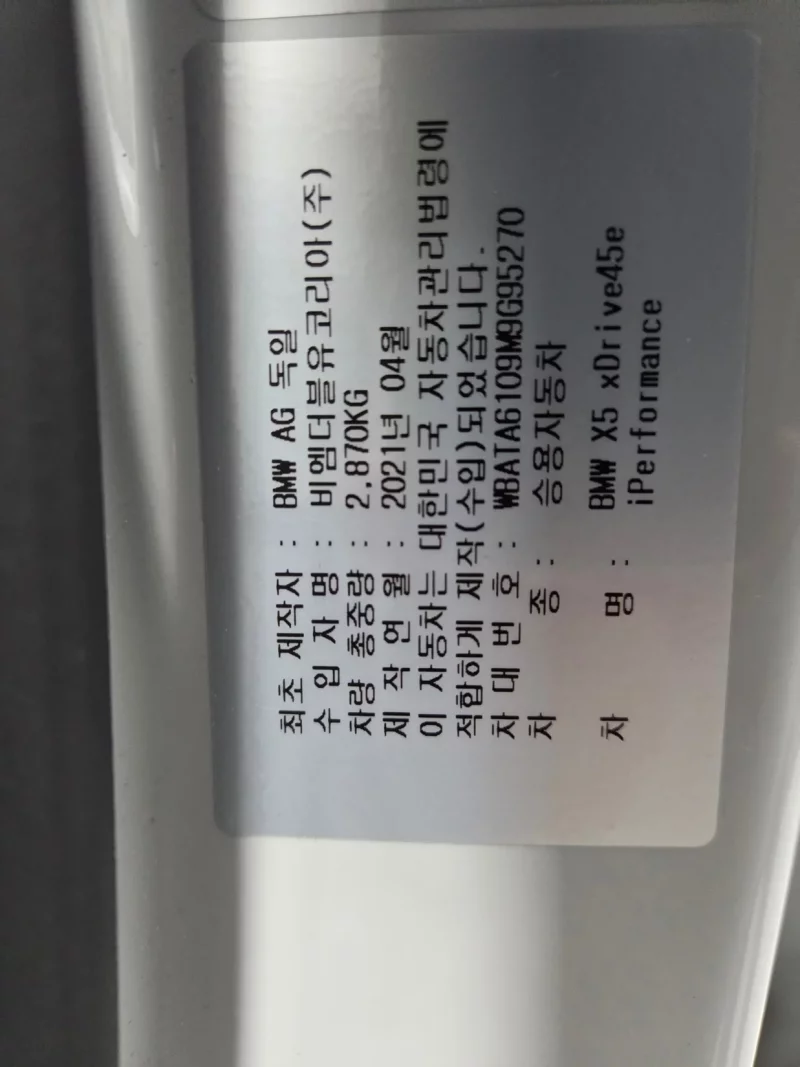 최초 제작자 : BMW AG 독일
수 입 자 명 : 비엠더블유코리아(주)
차량 총중량 : 2,870KG
제 작 연 월 : 2021년 04월
이 자동차는 대한민국 자동차관리법령에
적합하게 제작(수입)되었습니다.
차 대 번 호 : WBATA6109M9G95270
차 종 : 승용자동차
차 명 : BMW X5 xDrive45e
iPerformance